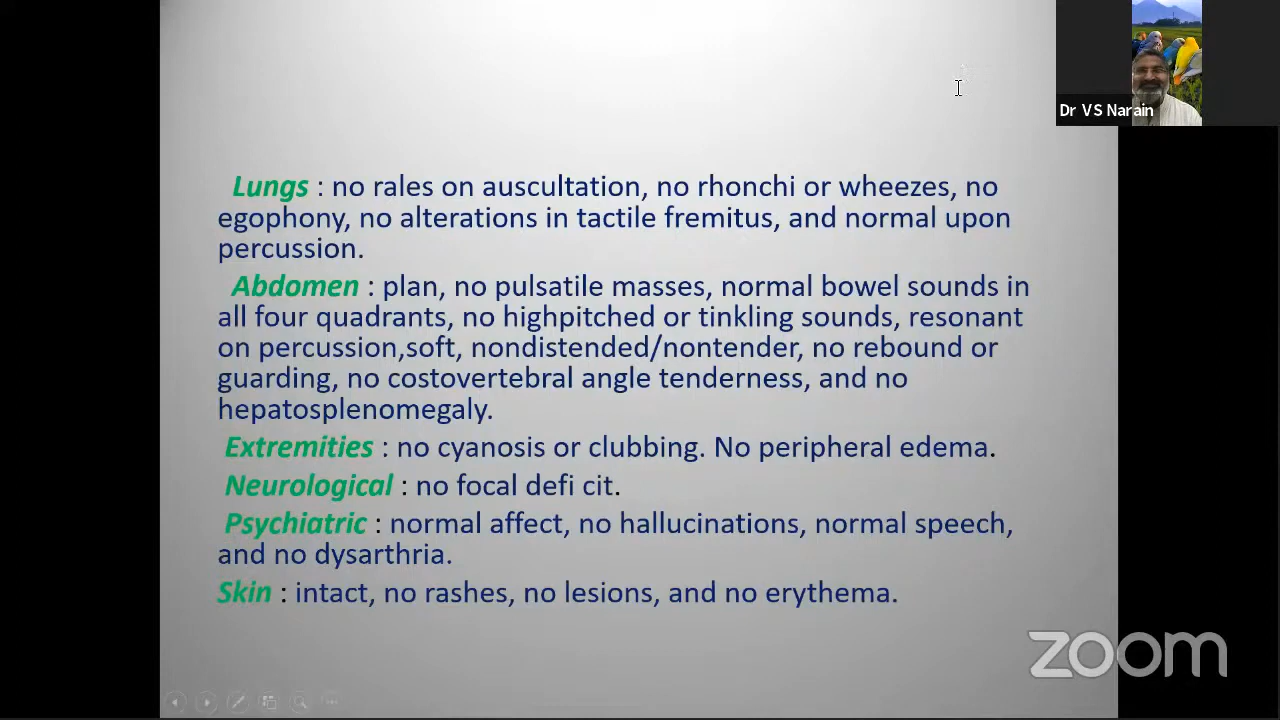 Dr VS Narain
Lungs : no rales on auscultation, no rhonchi or wheezes, no
egophony, no alterations in tactile fremitus, and normal upon
percussion.
Abdomen : plan, no pulsatile masses, normal bowel sounds in
all four quadrants, no highpitched or tinkling sounds, resonant
on percussion,soft, nondistended/nontender, no rebound or
guarding, no costovertebral angle tenderness, and no
hepatosplenomegaly.
Extremities : no cyanosis or clubbing. No peripheral edema.
Neurological : no focal defi cit.
Psychiatric : normal affect, no hallucinations, normal speech,
and no dysarthria.
Skin : intact, no rashes, no lesions, and no erythema.
zoom